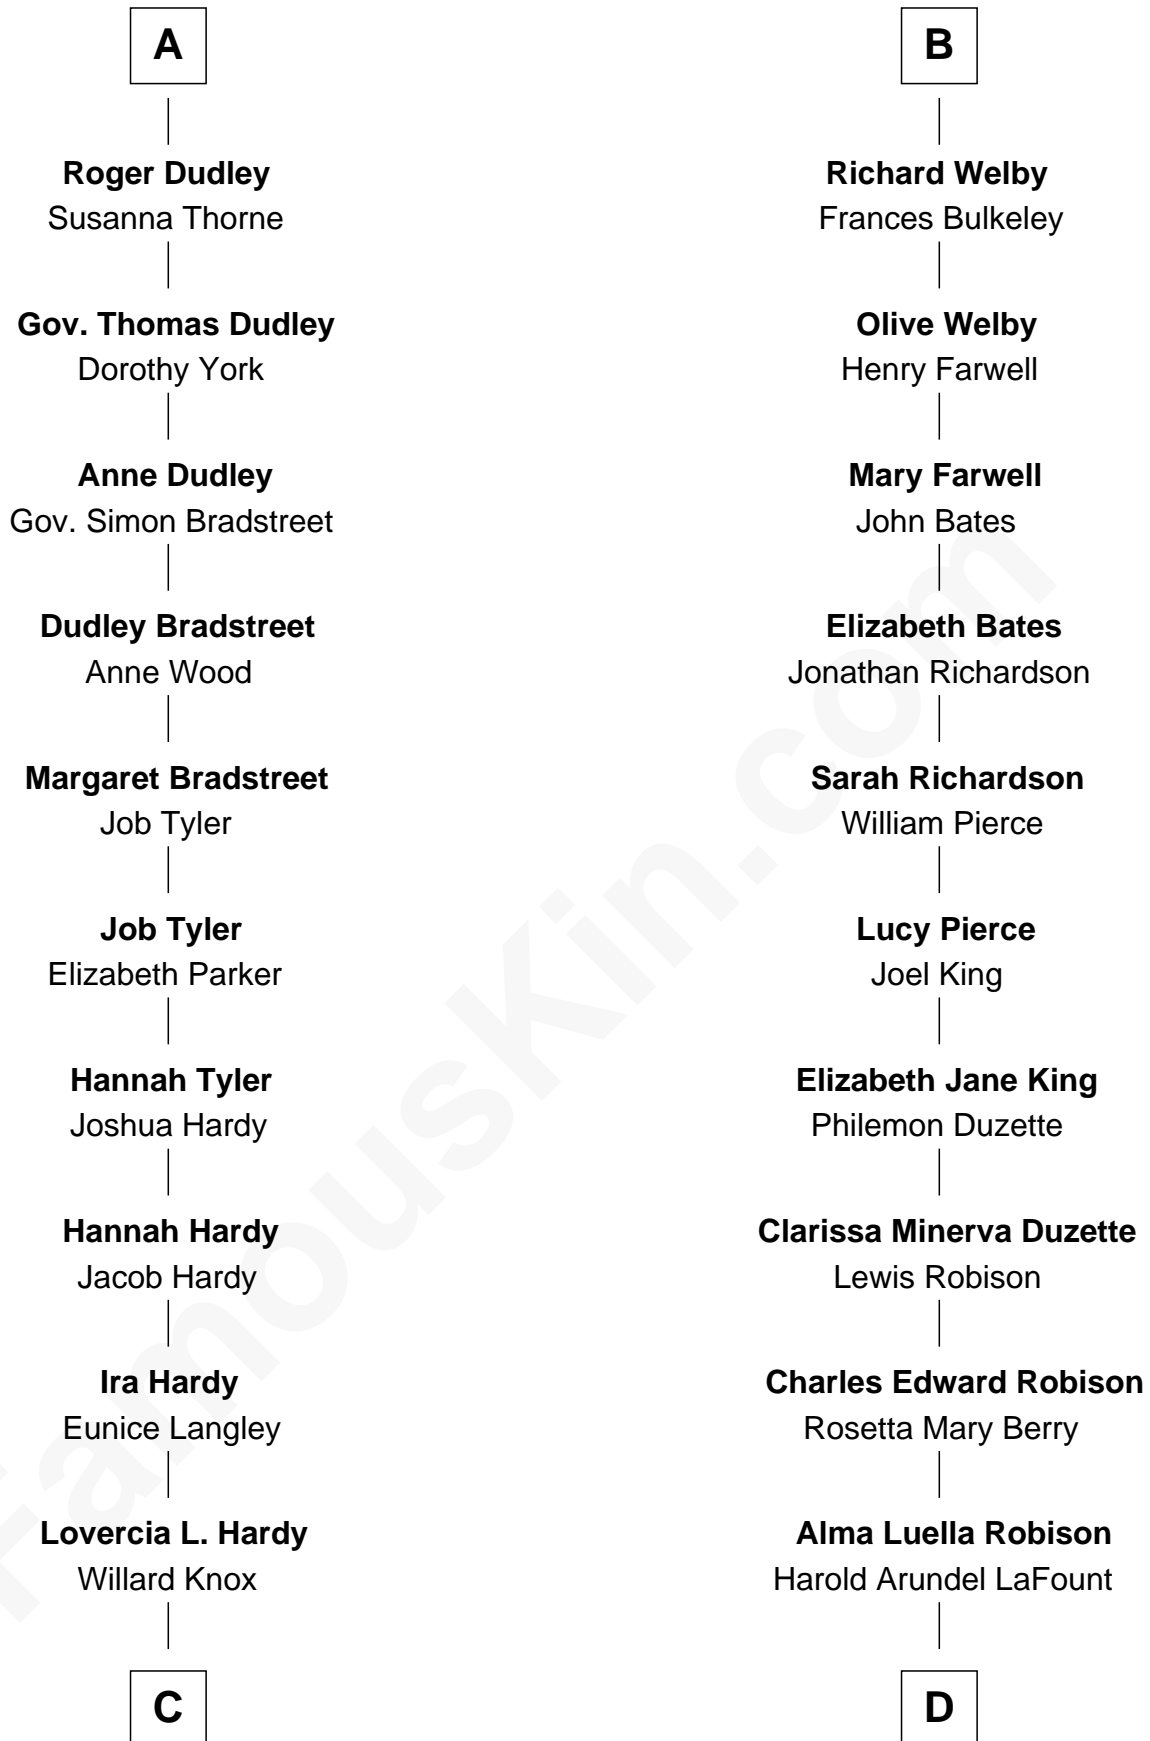 A
Roger Dudley
Susanna Thorne
Gov. Thomas Dudley
Dorothy York
Anne Dudley
Gov. Simon Bradstreet
Dudley Bradstreet
Anne Wood
Margaret Bradstreet
Job Tyler
Job Tyler
Elizabeth Parker
Hannah Tyler
Joshua Hardy
Hannah Hardy
Jacob Hardy
Ira Hardy
Eunice Langley
Lovercia L. Hardy
Willard Knox
C
B
Richard Welby
Frances Bulkeley
Olive Welby
Henry Farwell
Mary Farwell
John Bates
Elizabeth Bates
Jonathan Richardson
Sarah Richardson
William Pierce
Lucy Pierce
Joel King
Elizabeth Jane King
Philemon Duzette
Clarissa Minerva Duzette
Lewis Robison
Charles Edward Robison
Rosetta Mary Berry
Alma Luella Robison
Harold Arundel LaFount
D
FamousKin.com